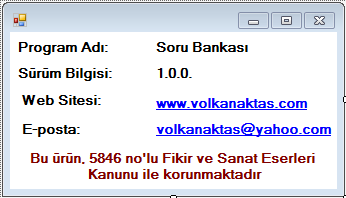 Program Adı: Soru Bankası
Sürüm Bilgisi: 1.0.0.
Web Sitesi: www.volkanaktas.com
E-posta: volkanaktas@yahoo.com
Bu ürün, 5846 no'lu Fikir ve Sanat Eserleri
Kanunu ile korunmaktadır